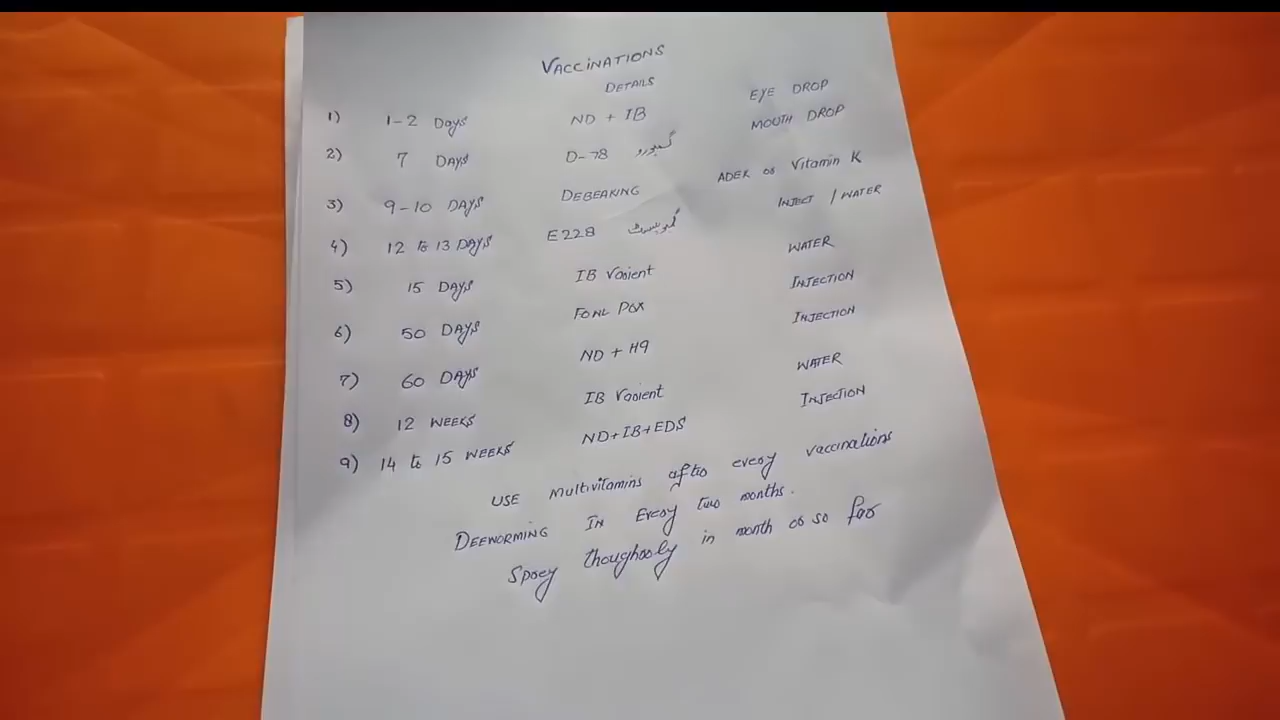 VACCINATIONS
DETAILS
1) 1-2 Days ND + IB EYE DROP
2) 7 DAYS D-78 گمبورو MOUTH DROP
3) 9-10 DAYS DEBEAKING ADEK or Vitamin K
4) 12 to 13 DAYS E228 INJECT / WATER
5) 15 DAYS IB Varient WATER
6) 50 DAYS FOWL POX INJECTION
7) 60 DAYS ND + H9 INJECTION
8) 12 WEEKS IB Varient WATER
9) 14 to 15 WEEKS ND+IB+EDS INJECTION
USE multivitamins after every vaccinations
DEEWORMING IN Every two months.
Sprey thoughroly in month or so far